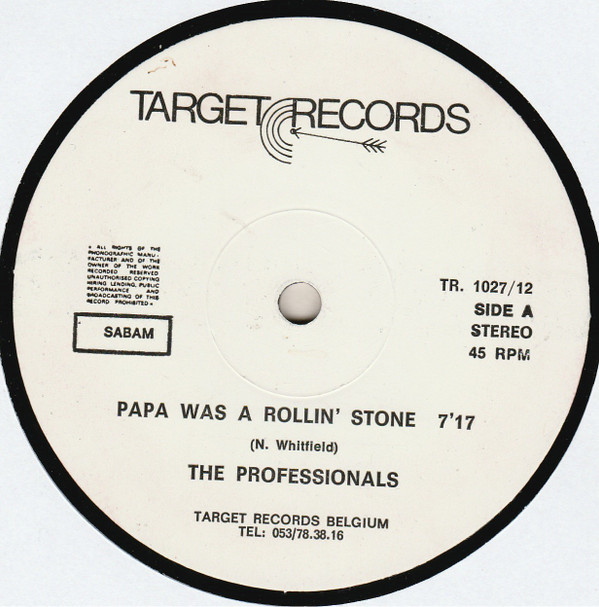 TARGET RECORDS
« ALL RIGHTS OF THE
PHONOGRAPHIC MANU-
FACTURER AND OF THE
OWNER OF THE WORK
RECORDED RESERVED
UNAUTHORISED COPYING
HIRING LENDING, PUBLIC
PERFORMANCE AND
BROADCASTING OF THIS
RECORD PROHIBITED »
SABAM
TR. 1027/12
SIDE A
STEREO
45 RPM
PAPA WAS A ROLLIN' STONE 7'17
(N. Whitfield)
THE PROFESSIONALS
TARGET RECORDS BELGIUM
TEL: 053/78.38.16